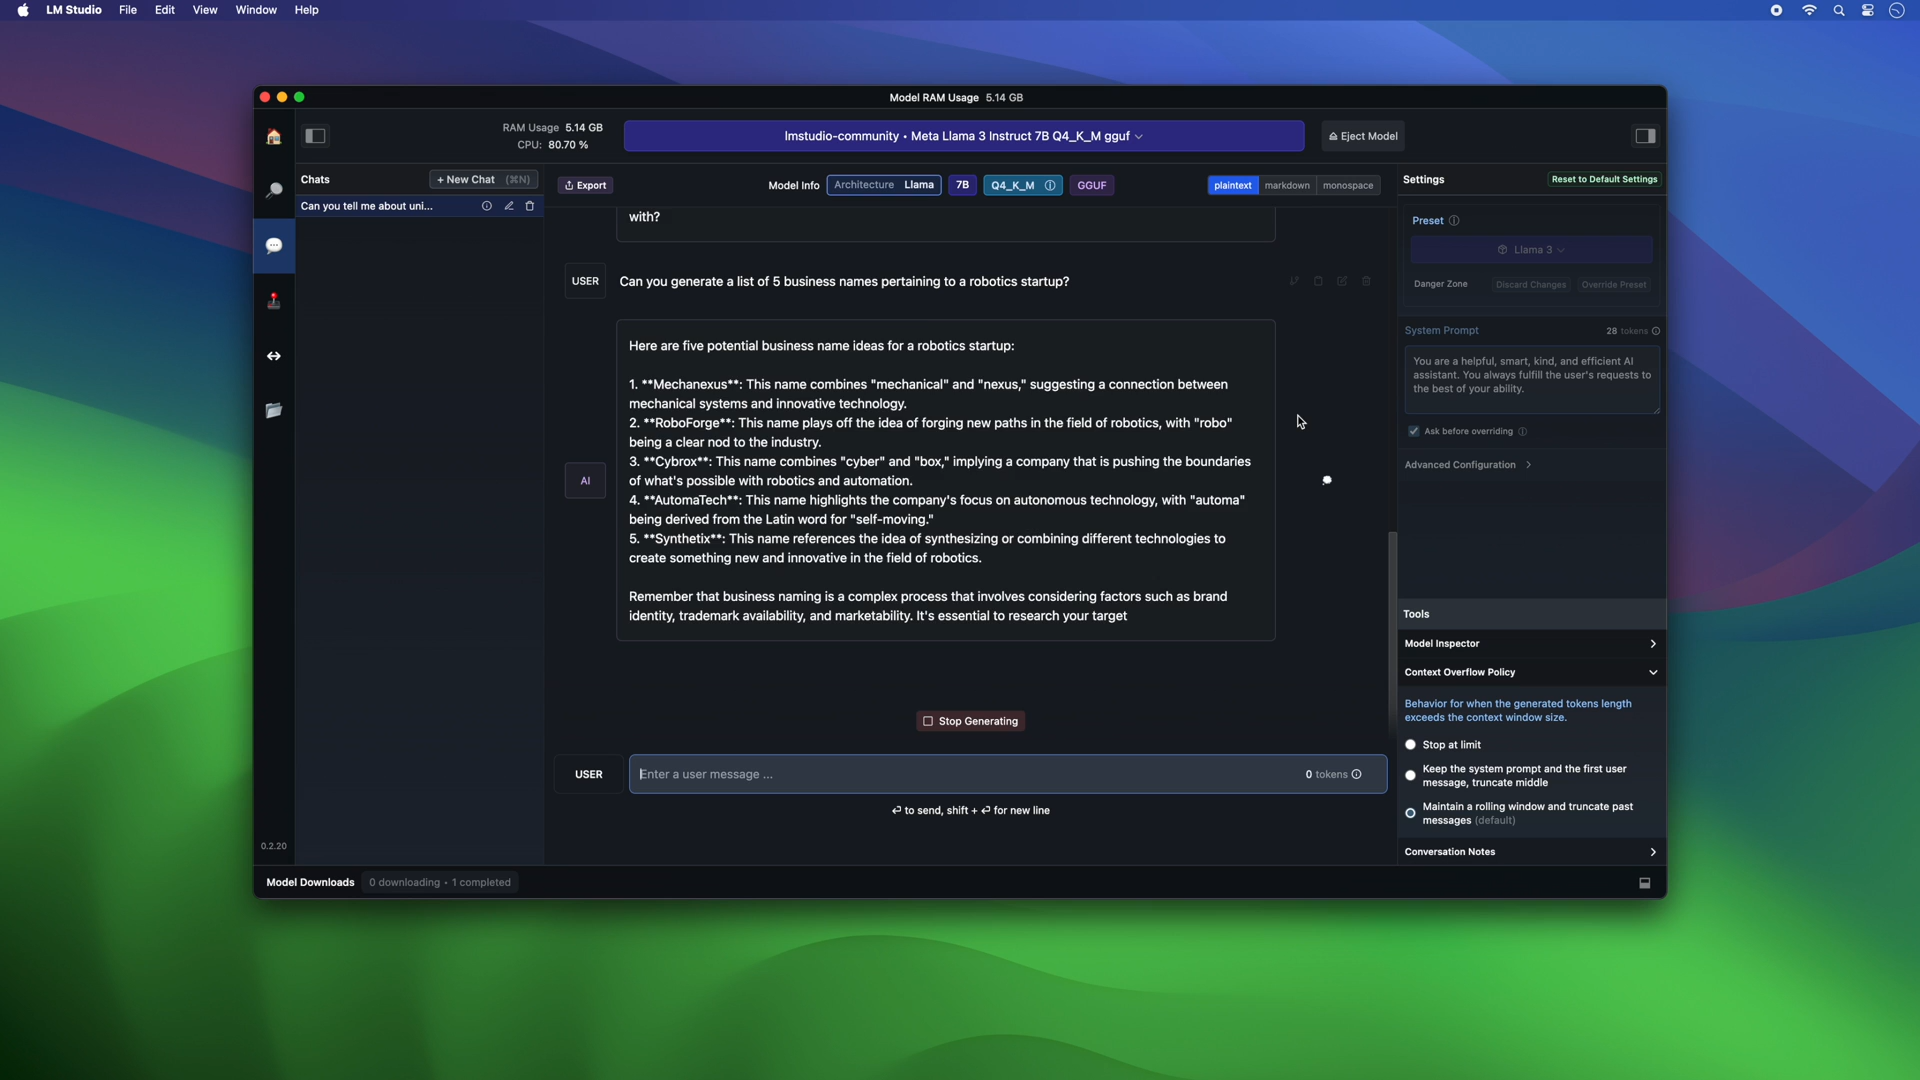 LM Studio File Edit View Window Help
Model RAM Usage 5.14 GB
RAM Usage 5.14 GB
CPU: 80.70 %
lmstudio-community • Meta Llama 3 Instruct 7B Q4_K_M gguf
Eject Model
Chats
+ New Chat (⌘N)
Can you tell me about uni...
0.2.20
Export
Model Info Architecture Llama 7B Q4_K_M GGUF
plaintext markdown monospace
with?
USER
Can you generate a list of 5 business names pertaining to a robotics startup?
AI
Here are five potential business name ideas for a robotics startup:
1. **Mechanexus**: This name combines "mechanical" and "nexus," suggesting a connection between
mechanical systems and innovative technology.
2. **RoboForge**: This name plays off the idea of forging new paths in the field of robotics, with "robo"
being a clear nod to the industry.
3. **Cybrox**: This name combines "cyber" and "box," implying a company that is pushing the boundaries
of what's possible with robotics and automation.
4. **AutomaTech**: This name highlights the company's focus on autonomous technology, with "automa"
being derived from the Latin word for "self-moving."
5. **Synthetix**: This name references the idea of synthesizing or combining different technologies to
create something new and innovative in the field of robotics.
Remember that business naming is a complex process that involves considering factors such as brand
identity, trademark availability, and marketability. It's essential to research your target
Stop Generating
USER
Enter a user message ...
0 tokens
⏎ to send, shift + ⏎ for new line
Settings
Reset to Default Settings
Preset
Llama 3
Danger Zone Discard Changes Override Preset
System Prompt 28 tokens
You are a helpful, smart, kind, and efficient AI
assistant. You always fulfill the user's requests to
the best of your ability.
Ask before overriding
Advanced Configuration
Tools
Model Inspector
Context Overflow Policy
Behavior for when the generated tokens length
exceeds the context window size.
Stop at limit
Keep the system prompt and the first user
message, truncate middle
Maintain a rolling window and truncate past
messages (default)
Conversation Notes
Model Downloads 0 downloading • 1 completed